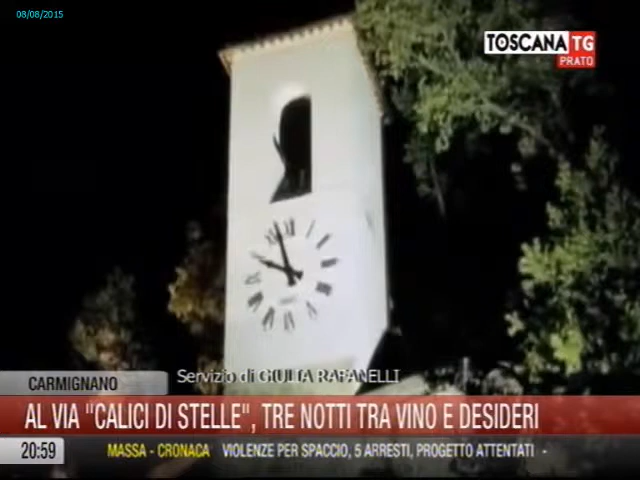 08/08/2015
TOSCANA TG
PRATO
Servizio di GIULIA RAFANELLI
CARMIGNANO
AL VIA "CALICI DI STELLE", TRE NOTTI TRA VINO E DESIDERI
20:59 MASSA - CRONACA VIOLENZE PER SPACCIO, 5 ARRESTI, PROGETTO ATTENTATI -